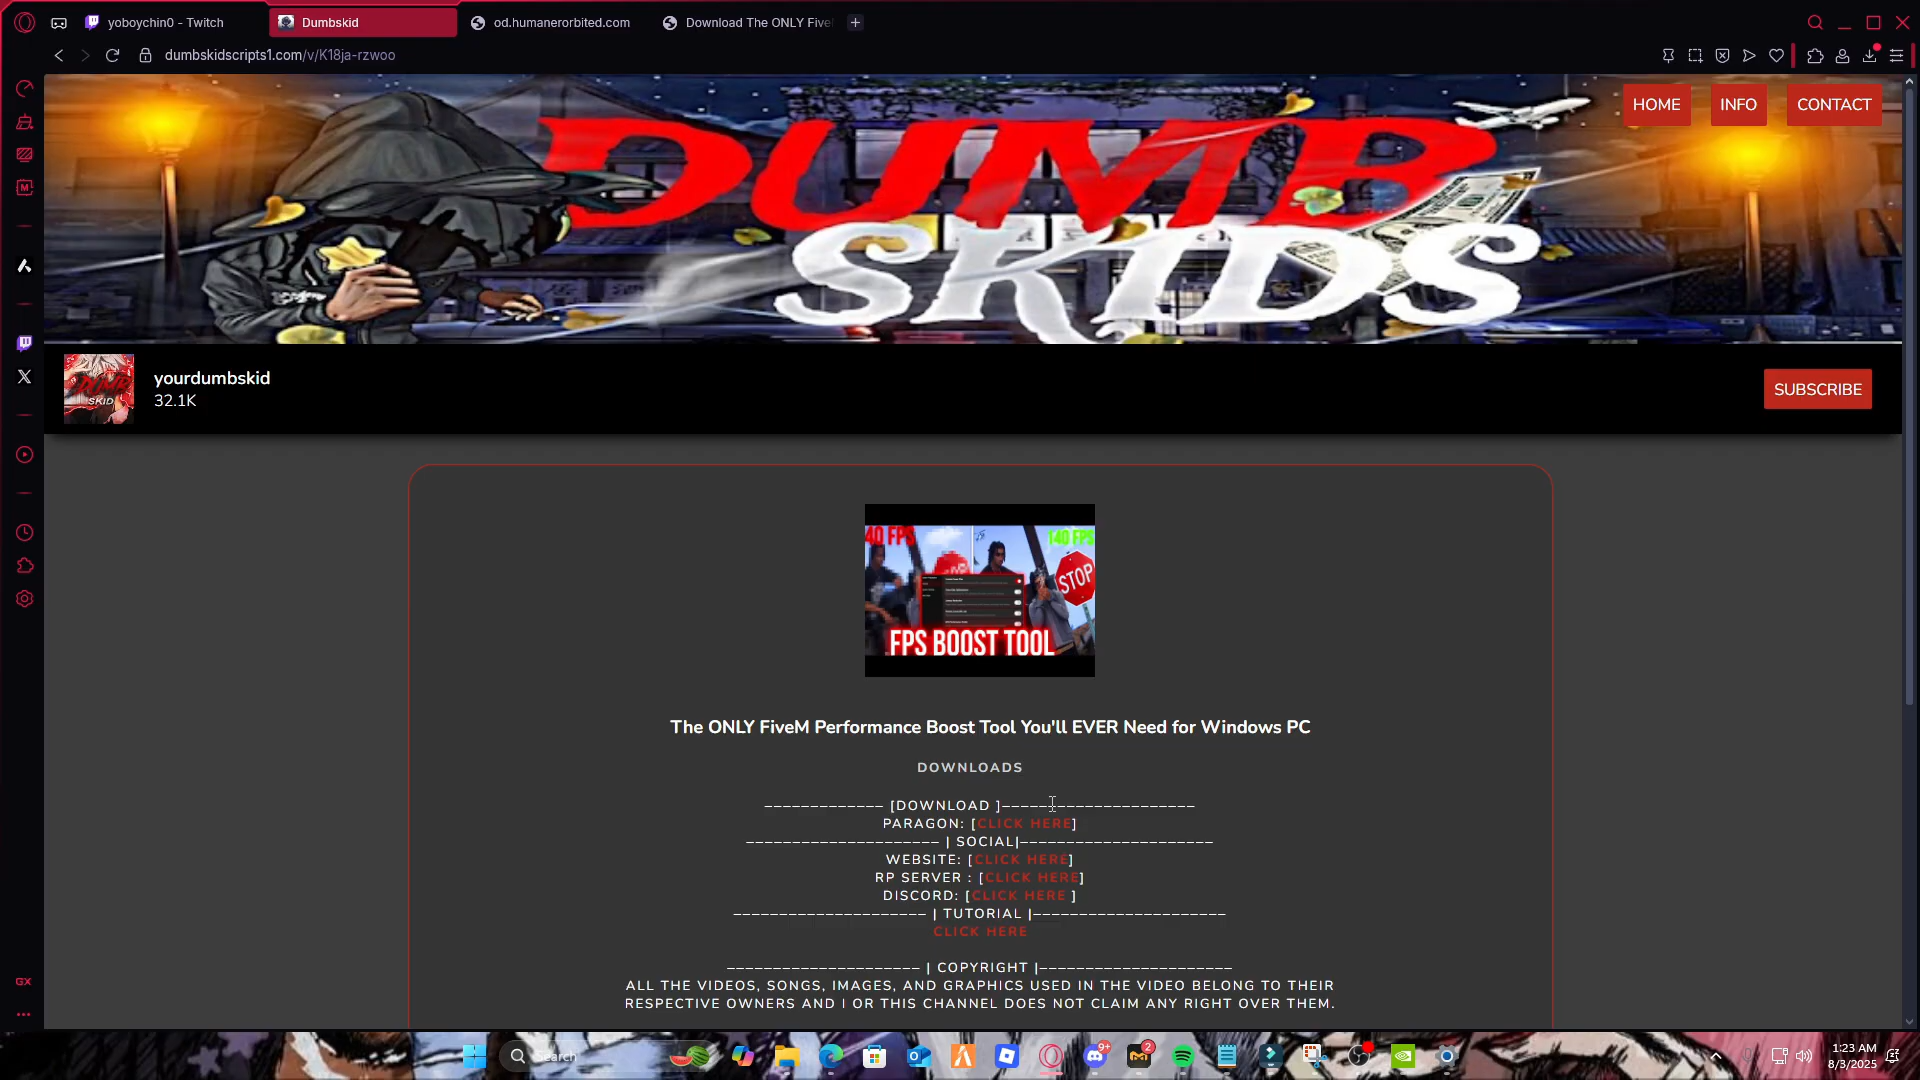 yoboychin0 - Twitch
Dumbskid
od.humanerorbited.com
Download The ONLY Five
dumbskidscripts1.com/v/K18ja-rzwoo
HOME
INFO
CONTACT
DUMB
SKIDS
yourdumbskid
32.1K
SUBSCRIBE
40 FPS
140 FPS
STOP
FPS BOOST TOOL
The ONLY FiveM Performance Boost Tool You'll EVER Need for Windows PC
DOWNLOADS
------------- [DOWNLOAD ]---------------------
PARAGON: [CLICK HERE]
--------------------- | SOCIAL|---------------------
WEBSITE: [CLICK HERE]
RP SERVER : [CLICK HERE]
DISCORD: [CLICK HERE ]
--------------------- | TUTORIAL |---------------------
CLICK HERE
--------------------- | COPYRIGHT |---------------------
ALL THE VIDEOS, SONGS, IMAGES, AND GRAPHICS USED IN THE VIDEO BELONG TO THEIR
RESPECTIVE OWNERS AND I OR THIS CHANNEL DOES NOT CLAIM ANY RIGHT OVER THEM.
GX
Search
9+
2
1:23 AM
8/3/2025